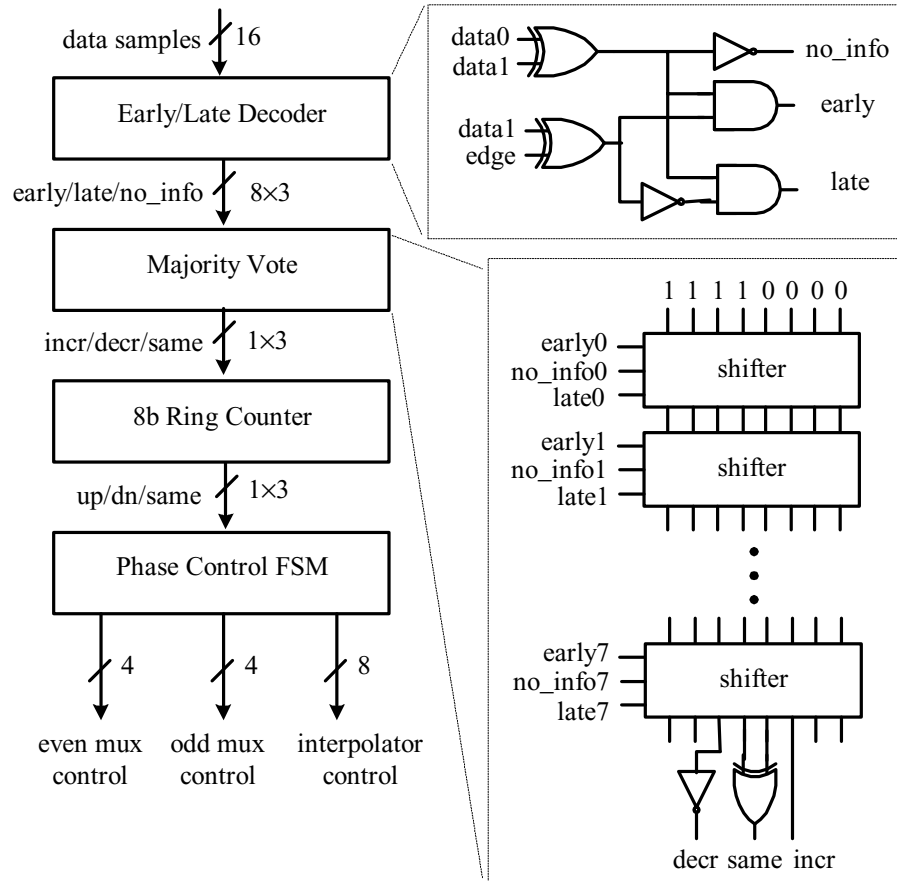 data samples
16
Early/Late Decoder
early/late/no_info
8×3
Majority Vote
incr/decr/same
1×3
8b Ring Counter
up/dn/same
1×3
Phase Control FSM
4
4
8
even mux
control
odd mux
control
interpolator
control
data0
data1
data1
edge
no_info
early
late
1 1 1 1 0 0 0 0
early0
no_info0
late0
shifter
early1
no_info1
late1
shifter
early7
no_info7
late7
shifter
decr same incr